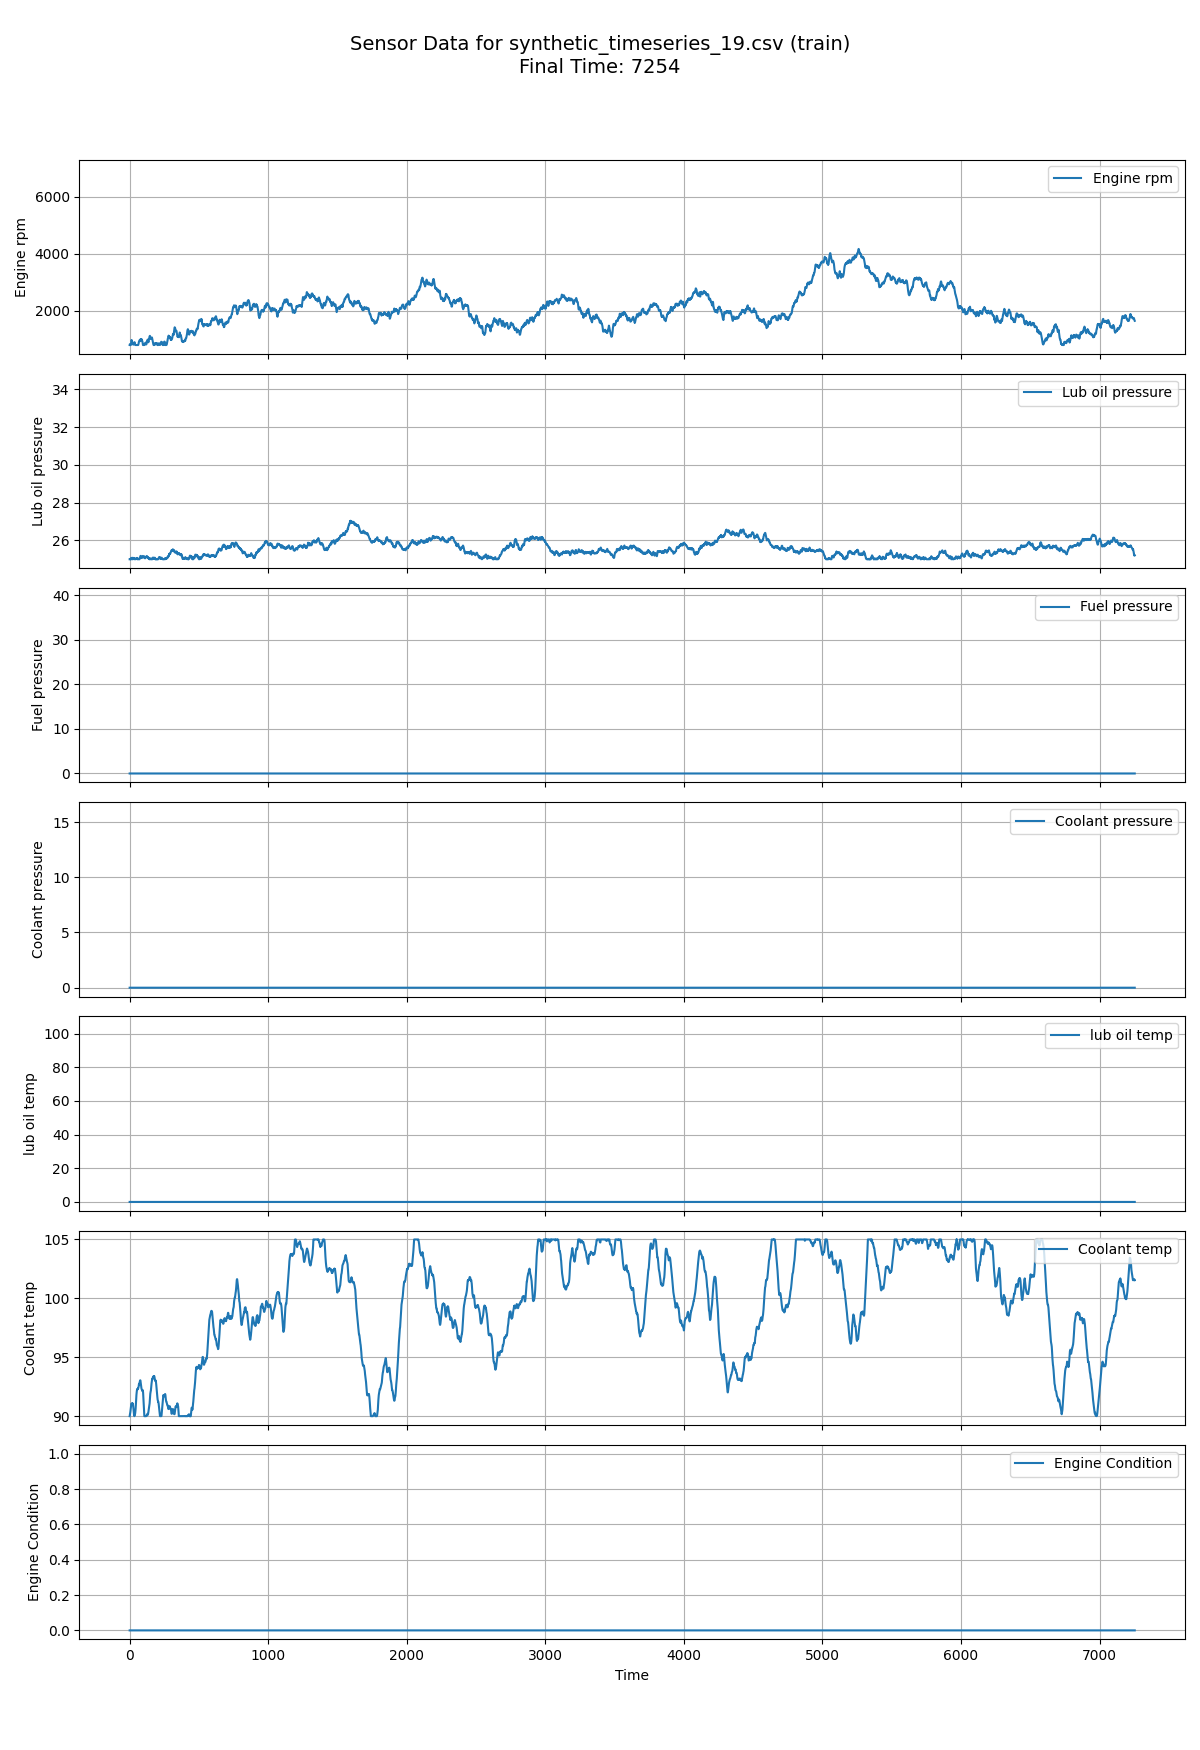 Sensor Data for synthetic_timeseries_19.csv (train)
Final Time: 7254
Engine rpm
6000
4000
2000
Engine rpm
Lub oil pressure
34
32
30
28
26
Lub oil pressure
Fuel pressure
40
30
20
10
0
Fuel pressure
Coolant pressure
15
10
5
0
Coolant pressure
lub oil temp
100
80
60
40
20
0
lub oil temp
Coolant temp
105
100
95
90
Coolant temp
Engine Condition
1.0
0.8
0.6
0.4
0.2
0.0
Engine Condition
0 1000 2000 3000 4000 5000 6000 7000
Time